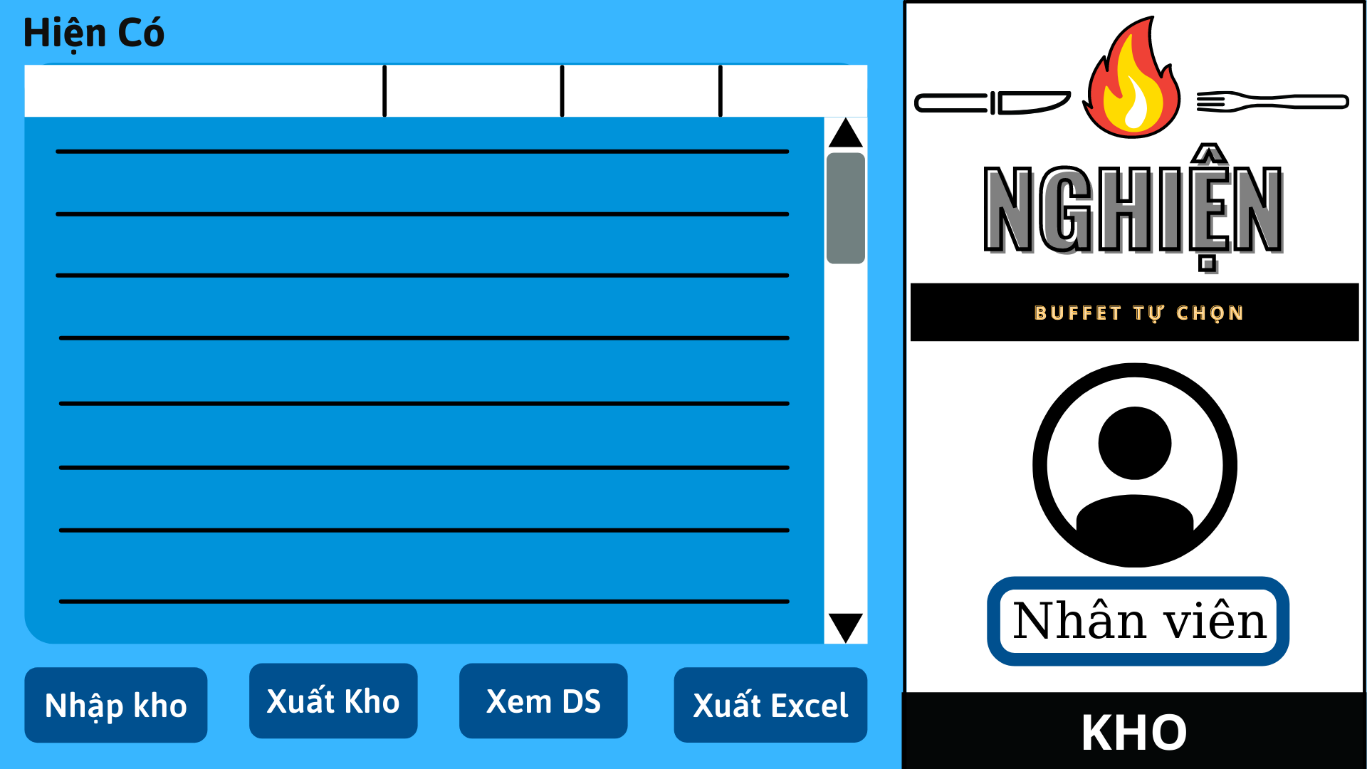 Hiện Có
Nhập kho
Xuất Kho
Xem DS
Xuất Excel
NGHIỆN
BUFFET TỰ CHỌN
Nhân viên
KHO